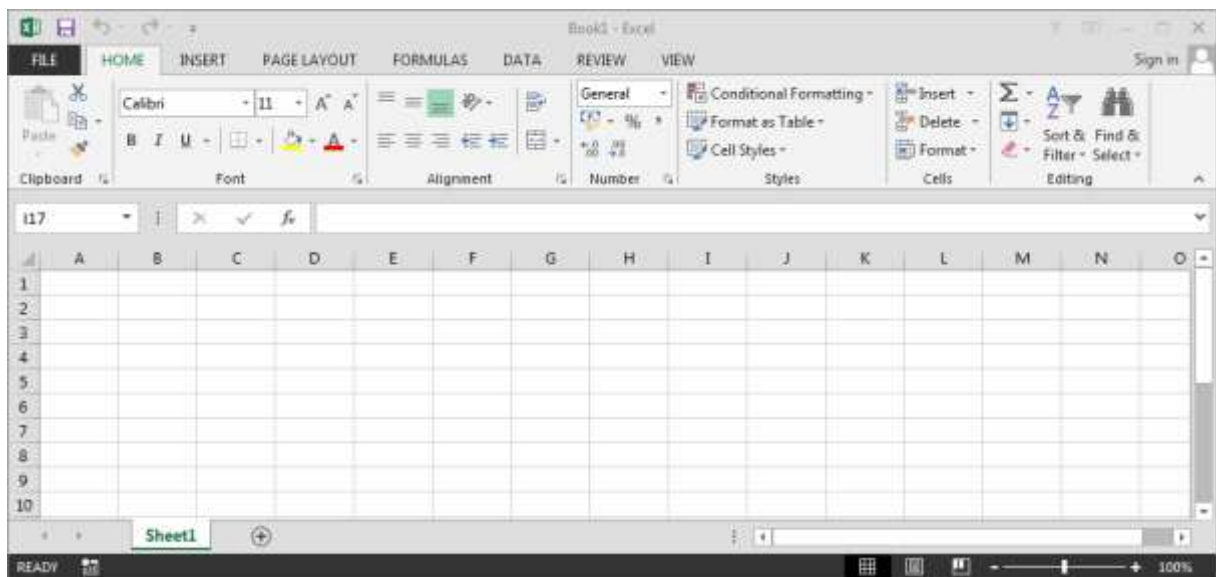 Book1 - Excel
FILE HOME INSERT PAGE LAYOUT FORMULAS DATA REVIEW VIEW Sign in
Calibri 11 A A General Conditional Formatting Insert Σ A Z
Paste B I U A % Format as Table Delete Sort & Find &
Cell Styles Format Filter Select
Clipboard Font Alignment Number Styles Cells Editing
I17 fx
A B C D E F G H I J K L M N O
1
2
3
4
5
6
7
8
9
10
Sheet1
READY 100%